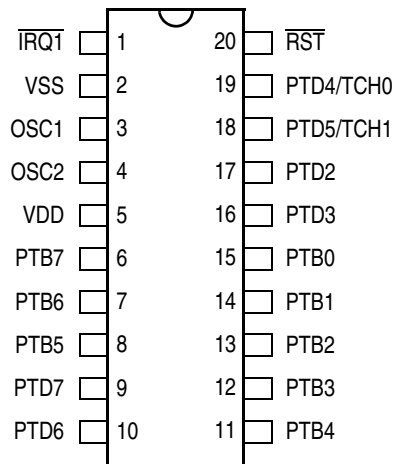 IRQ1 1 20 RST
VSS 2 19 PTD4/TCH0
OSC1 3 18 PTD5/TCH1
OSC2 4 17 PTD2
VDD 5 16 PTD3
PTB7 6 15 PTB0
PTB6 7 14 PTB1
PTB5 8 13 PTB2
PTD7 9 12 PTB3
PTD6 10 11 PTB4